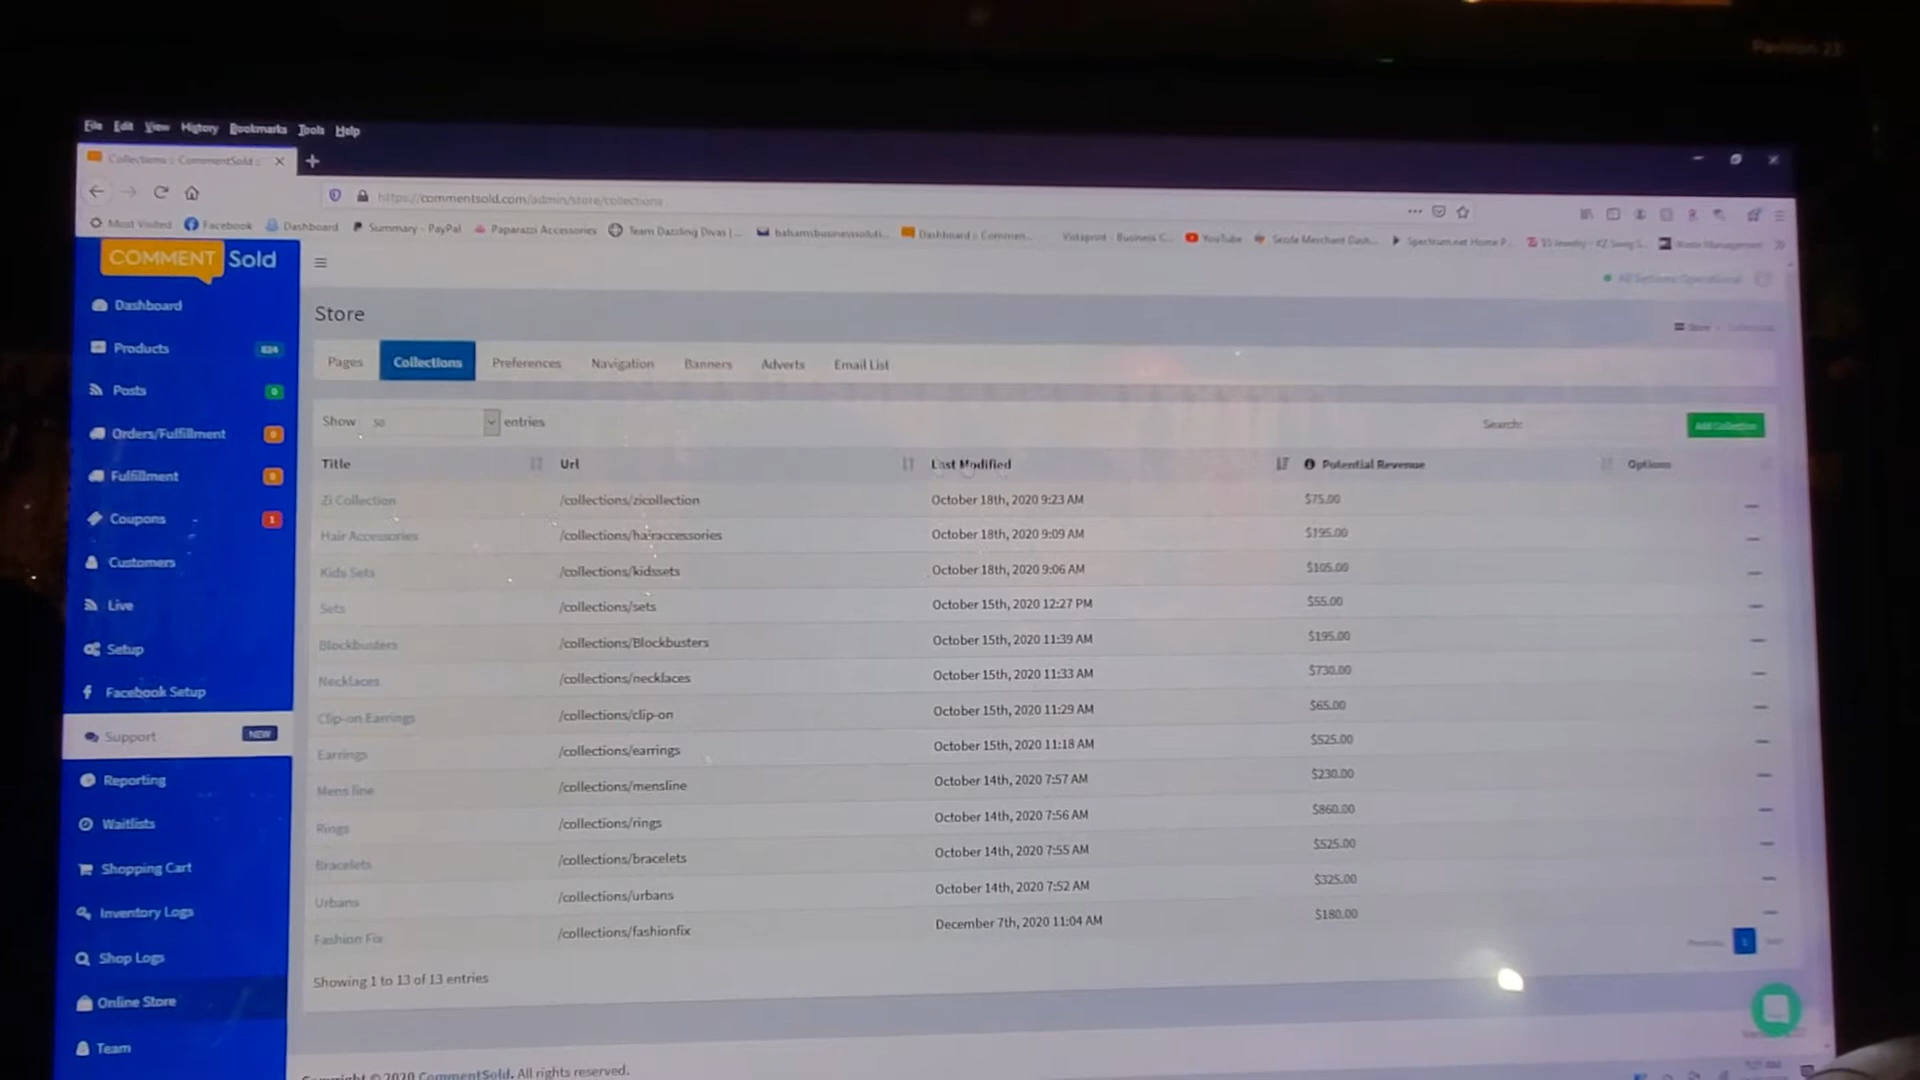 File Edit View History Bookmarks Tools Help
Collections :: CommentSold ::
https://commentsold.com/admin/store/collections
Most Visited Facebook Dashboard Summary - PayPal Paparazzi Accessories Team Dazzling Divas | ... Dashboard :: Commen... Vistaprint - Business C... YouTube Sezzle Merchant Dash... Spectrum.net Home P...
COMMENT Sold
All Systems Operational
Store
Dashboard
Products 824
Posts 0
Orders/Fulfillment 0
Fulfillment 0
Coupons 1
Customers
Live
Setup
Facebook Setup
Support NEW
Reporting
Waitlists
Shopping Cart
Inventory Logs
Shop Logs
Online Store
Team
Pages Collections Preferences Navigation Banners Adverts Email List
Show 50 entries
Search:
Add Collection
Title Url Last Modified Potential Revenue Options
Zi Collection /collections/zicollection October 18th, 2020 9:23 AM $75.00
Hair Accessories /collections/hairaccessories October 18th, 2020 9:09 AM $195.00
Kids Sets /collections/kidssets October 18th, 2020 9:06 AM $105.00
Sets /collections/sets October 15th, 2020 12:27 PM $55.00
Blockbusters /collections/Blockbusters October 15th, 2020 11:39 AM $195.00
Necklaces /collections/necklaces October 15th, 2020 11:33 AM $730.00
Clip-on Earrings /collections/clip-on October 15th, 2020 11:29 AM $65.00
Earrings /collections/earrings October 15th, 2020 11:18 AM $525.00
Mens line /collections/mensline October 14th, 2020 7:57 AM $230.00
Rings /collections/rings October 14th, 2020 7:56 AM $860.00
Bracelets /collections/bracelets October 14th, 2020 7:55 AM $525.00
Urbans /collections/urbans October 14th, 2020 7:52 AM $325.00
Fashion Fix /collections/fashionfix December 7th, 2020 11:04 AM $180.00
Showing 1 to 13 of 13 entries
Previous 1 Next
Copyright © 2020 CommentSold. All rights reserved.